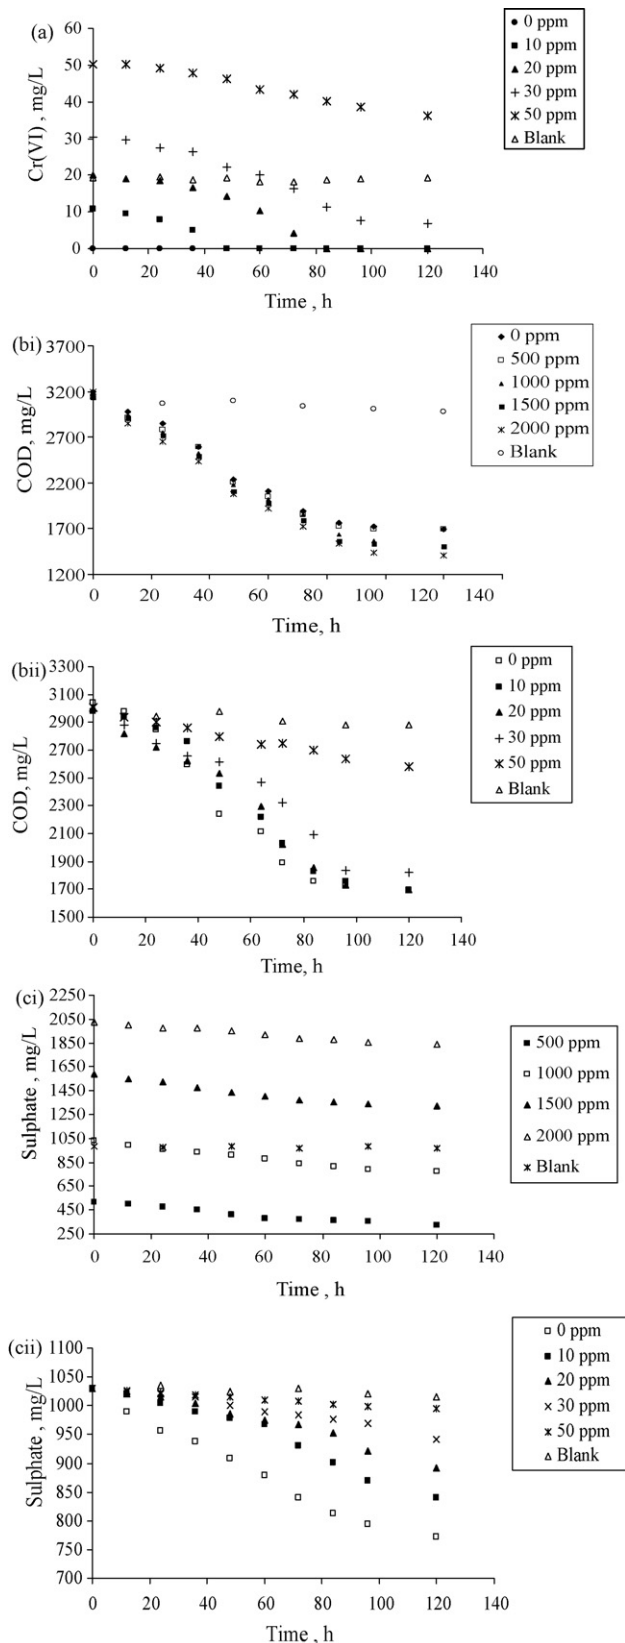 (a)
60
50
40
30
20
10
0
Cr(VI) , mg/L
0 20 40 60 80 100 120 140
Time , h
0 ppm
10 ppm
20 ppm
30 ppm
50 ppm
Blank
(bi)
3700
3200
2700
2200
1700
1200
COD, mg/L
0 20 40 60 80 100 120 140
Time, h
0 ppm
500 ppm
1000 ppm
1500 ppm
2000 ppm
Blank
(bii)
3300
3100
2900
2700
2500
2300
2100
1900
1700
1500
COD, mg/L
0 20 40 60 80 100 120 140
Time, h
0 ppm
10 ppm
20 ppm
30 ppm
50 ppm
Blank
(ci)
2250
2050
1850
1650
1450
1250
1050
850
650
450
250
Sulphate , mg/L
0 20 40 60 80 100 120 140
Time , h
500 ppm
1000 ppm
1500 ppm
2000 ppm
Blank
(cii)
1100
1050
1000
950
900
850
800
750
700
Sulphate , mg/L
0 20 40 60 80 100 120 140
Time , h
0 ppm
10 ppm
20 ppm
30 ppm
50 ppm
Blank